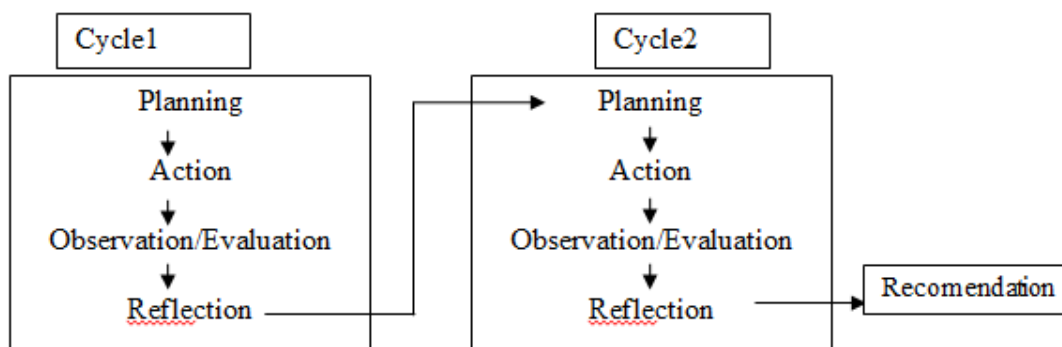 Cycle1
Planning
Action
Observation/Evaluation
Reflection
Cycle2
Planning
Action
Observation/Evaluation
Reflection
Recomendation